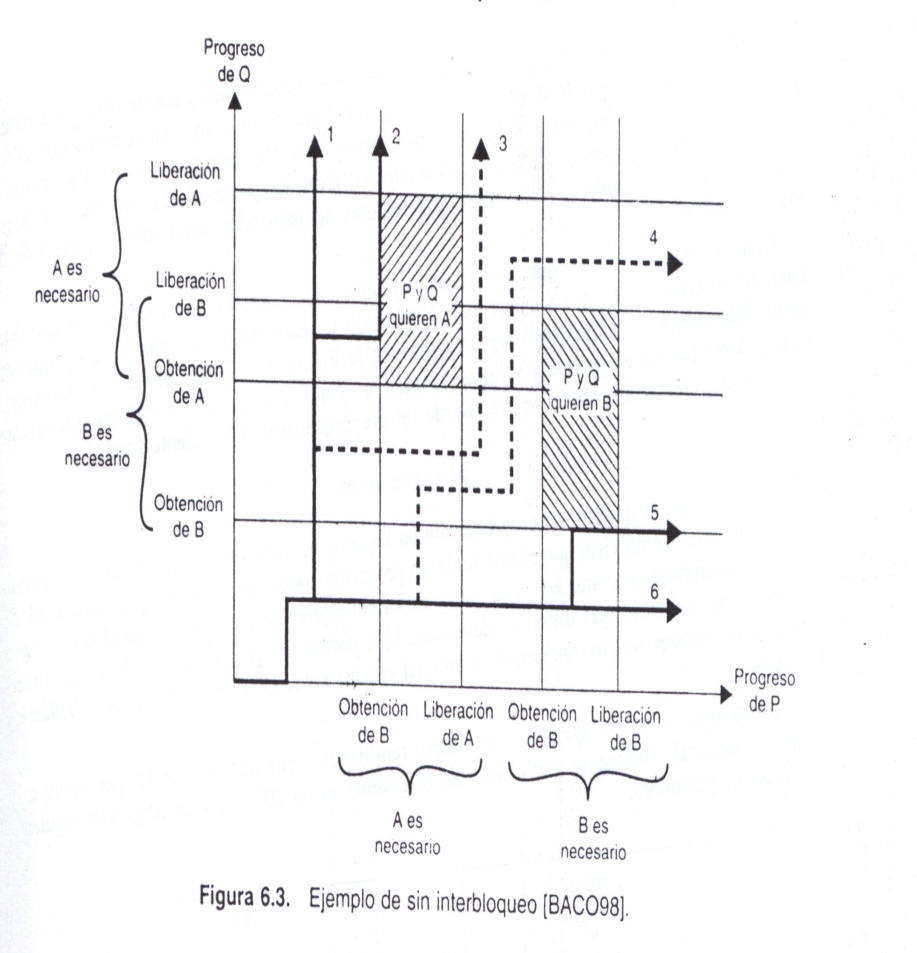 Progreso
de Q
1
2
3
Liberación
de A
4
A es
necesario
Liberación
de B
P y Q
quieren A
Obtención
de A
P y Q
quieren B
B es
necesario
Obtención
de B
5
6
Progreso
de P
Obtención
de B
Liberación
de A
Obtención
de B
Liberación
de B
A es
necesario
B es
necesario
Figura 6.3. Ejemplo de sin interbloqueo [BACO98].